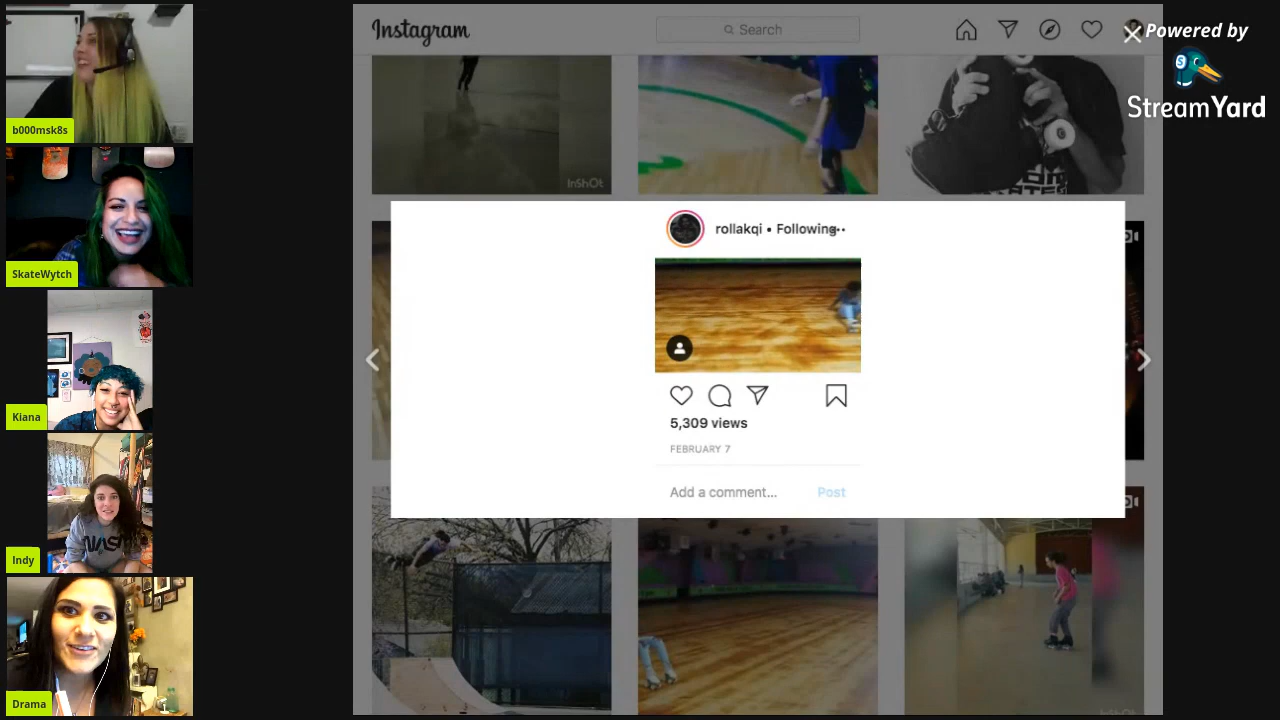 Instagram
Search
Powered by
StreamYard
b000msk8s
SkateWytch
Kiana
Indy
Drama
InShOt
rollakqi • Following
5,309 views
FEBRUARY 7
Add a comment...
Post